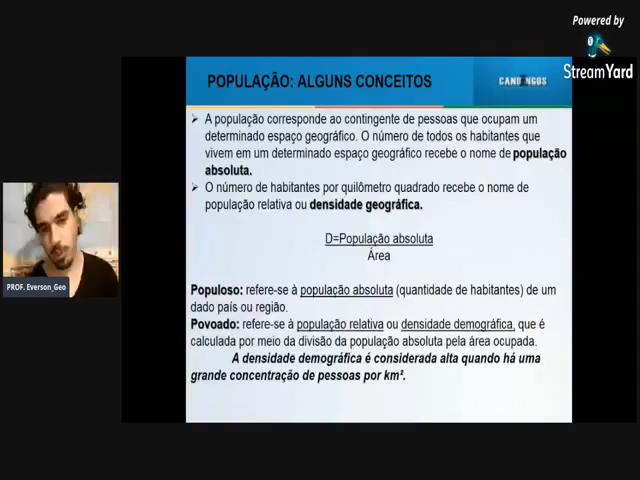 Powered by
StreamYard
POPULAÇÃO: ALGUNS CONCEITOS
CANDANGOS
A população corresponde ao contingente de pessoas que ocupam um
determinado espaço geográfico. O número de todos os habitantes que
vivem em um determinado espaço geográfico recebe o nome de população
absoluta.
O número de habitantes por quilômetro quadrado recebe o nome de
população relativa ou densidade geográfica.
D=População absoluta
Área
Populoso: refere-se à população absoluta (quantidade de habitantes) de um
dado país ou região.
Povoado: refere-se à população relativa ou densidade demográfica, que é
calculada por meio da divisão da população absoluta pela área ocupada.
A densidade demográfica é considerada alta quando há uma
grande concentração de pessoas por km².
PROF. Everson_Geo